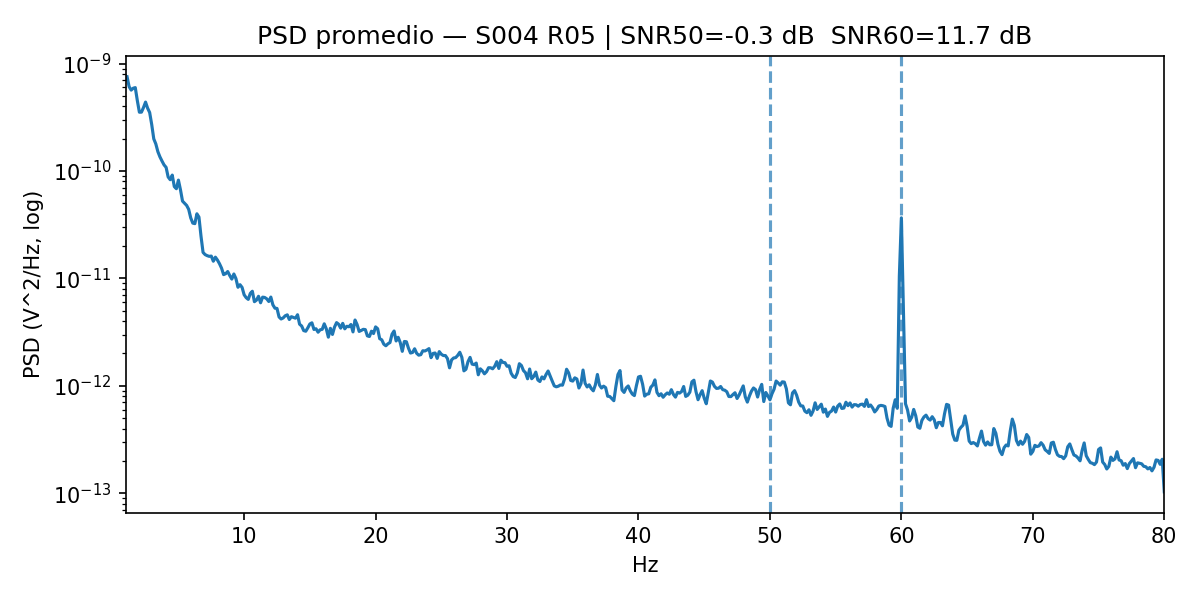 PSD promedio — S004 R05 | SNR50=-0.3 dB  SNR60=11.7 dB
PSD (V^2/Hz, log)
10⁻⁹
10⁻¹⁰
10⁻¹¹
10⁻¹²
10⁻¹³
10 20 30 40 50 60 70 80
Hz